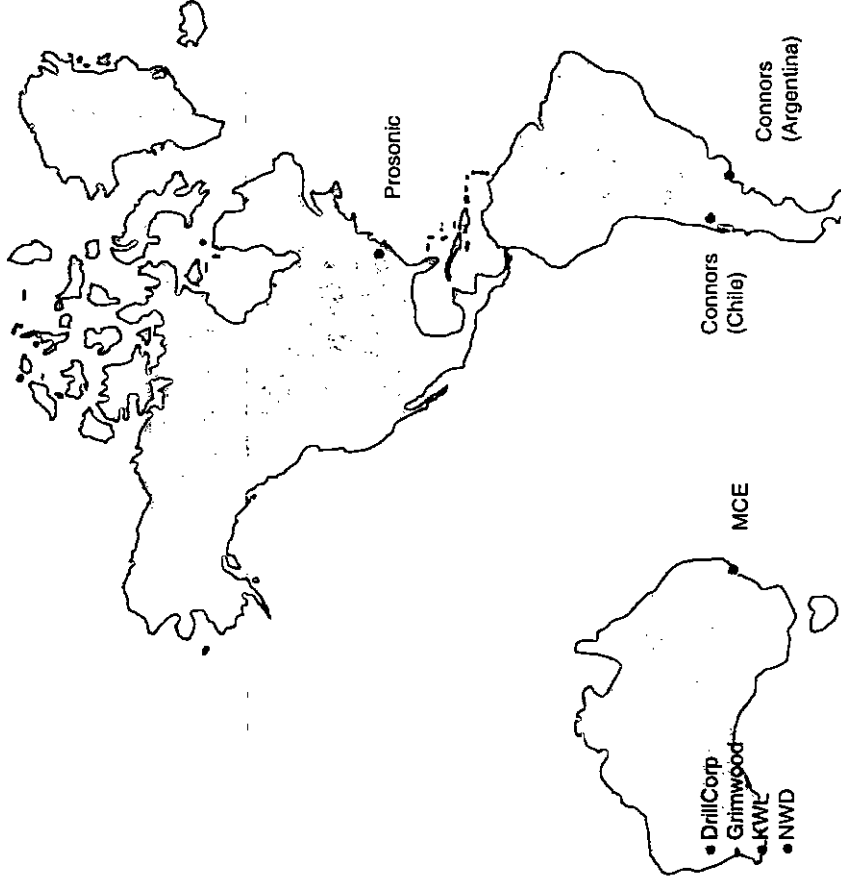 Prosonic
Connors
(Argentina)
Connors
(Chile)
MCE
DrillCorp
Grimwood
KWL
NWD